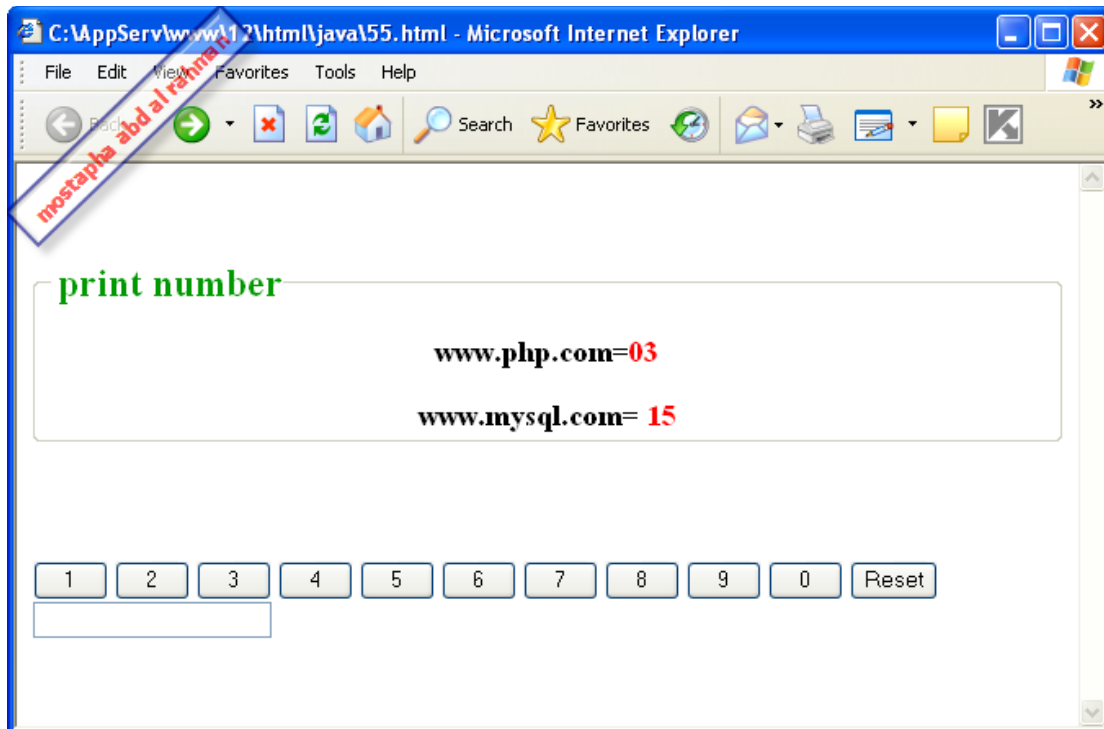 C:\AppServ\www\12\html\java\55.html - Microsoft Internet Explorer
File Edit View Favorites Tools Help
Back Search Favorites »
mostapha abd al rahman
print number
www.php.com=03
www.mysql.com= 15
1 2 3 4 5 6 7 8 9 0 Reset